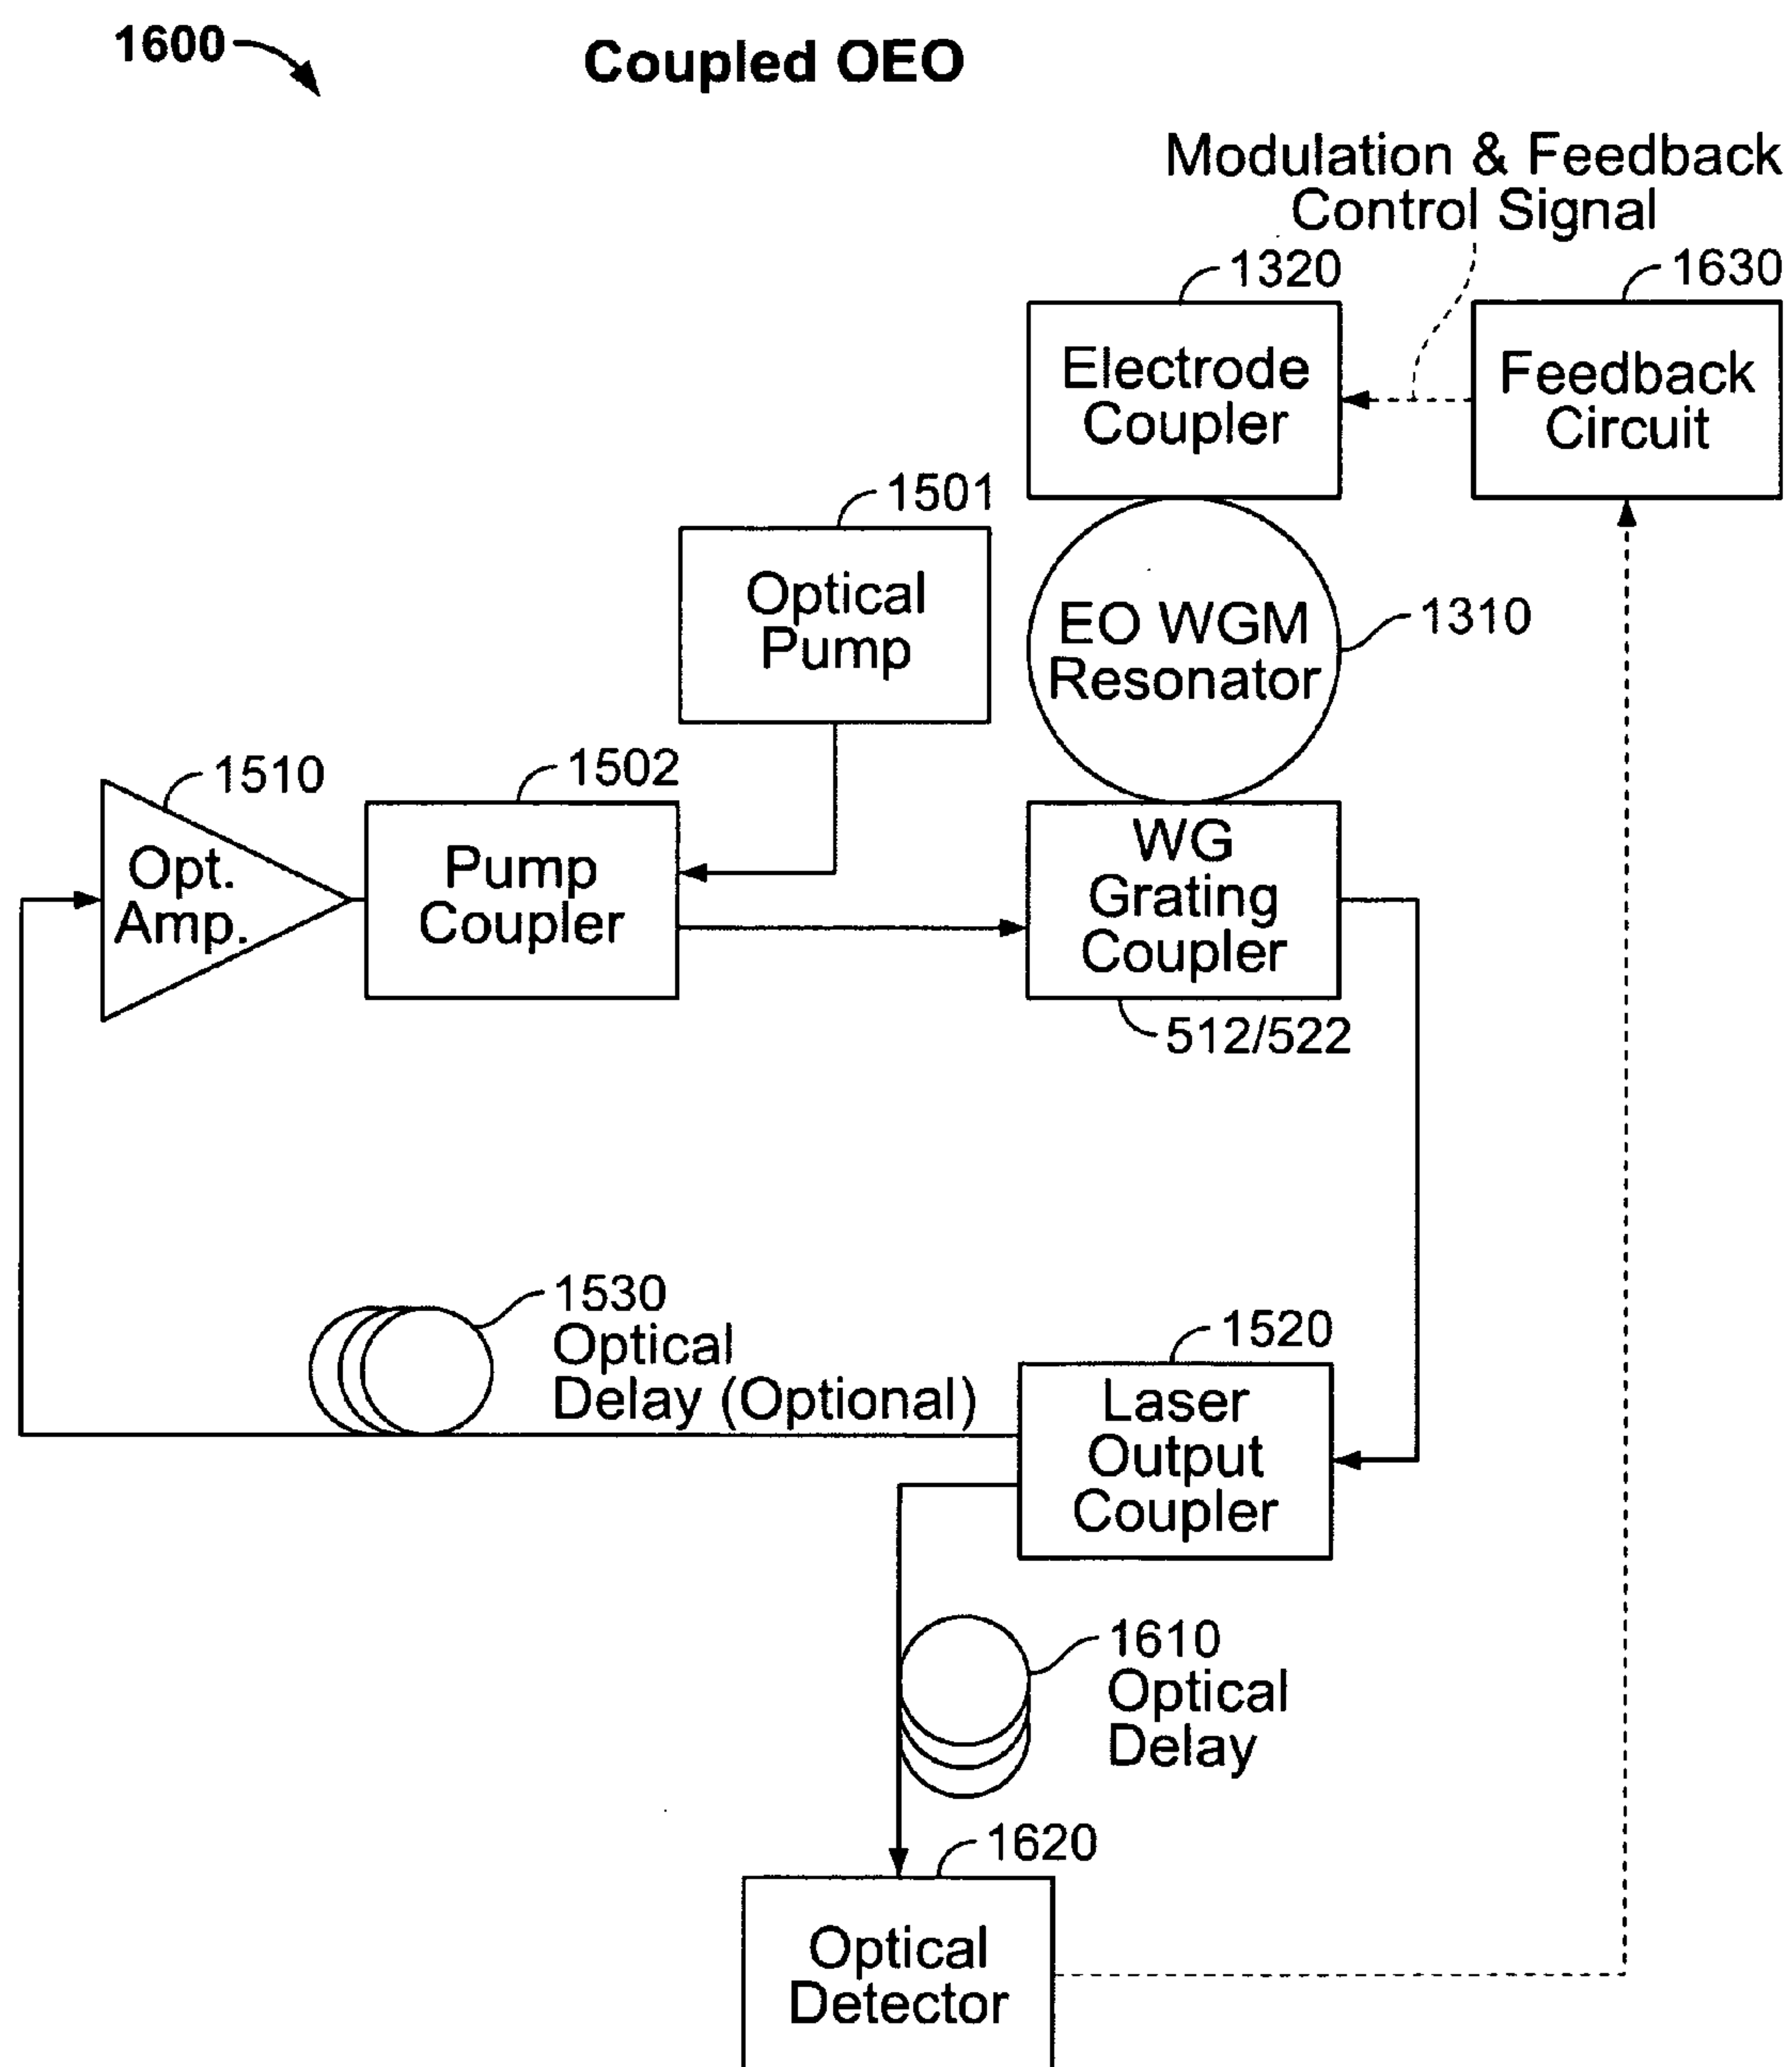 1600
Coupled OEO
Modulation & Feedback
Control Signal
1320
1630
Electrode
Coupler
Feedback
Circuit
1501
Optical
Pump
EO WGM
Resonator
1310
1510
1502
Opt.
Amp.
Pump
Coupler
WG
Grating
Coupler
512/522
1530
Optical
Delay (Optional)
1520
Laser
Output
Coupler
1610
Optical
Delay
1620
Optical
Detector